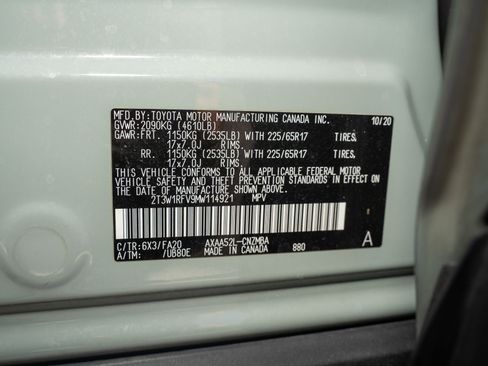 MFD.BY:TOYOTA MOTOR MANUFACTURING CANADA INC. 10/20
GVWR: 2090KG (4610LB)
GAWR:FRT. 1150KG (2535LB) WITH 225/65R17 TIRES,
17x7.0J RIMS,
RR. 1150KG (2535LB) WITH 225/65R17 TIRES,
17x7.0J RIMS,
THIS VEHICLE CONFORMS TO ALL APPLICABLE FEDERAL MOTOR
VEHICLE SAFETY AND THEFT PREVENTION STANDARDS IN EFFECT ON
THE DATE OF MANUFACTURE SHOWN ABOVE.
2T3W1RFV9MW114921 MPV
1
C/TR:6X3/FA20 AXAA52L-CNZMBA A
A/TM: /UB80E MADE IN CANADA 880